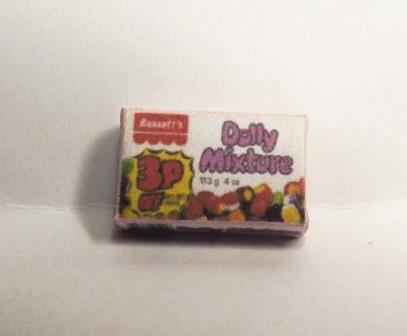 Bassett's
Dolly
Mixture
113g 4oz
3P
OFF